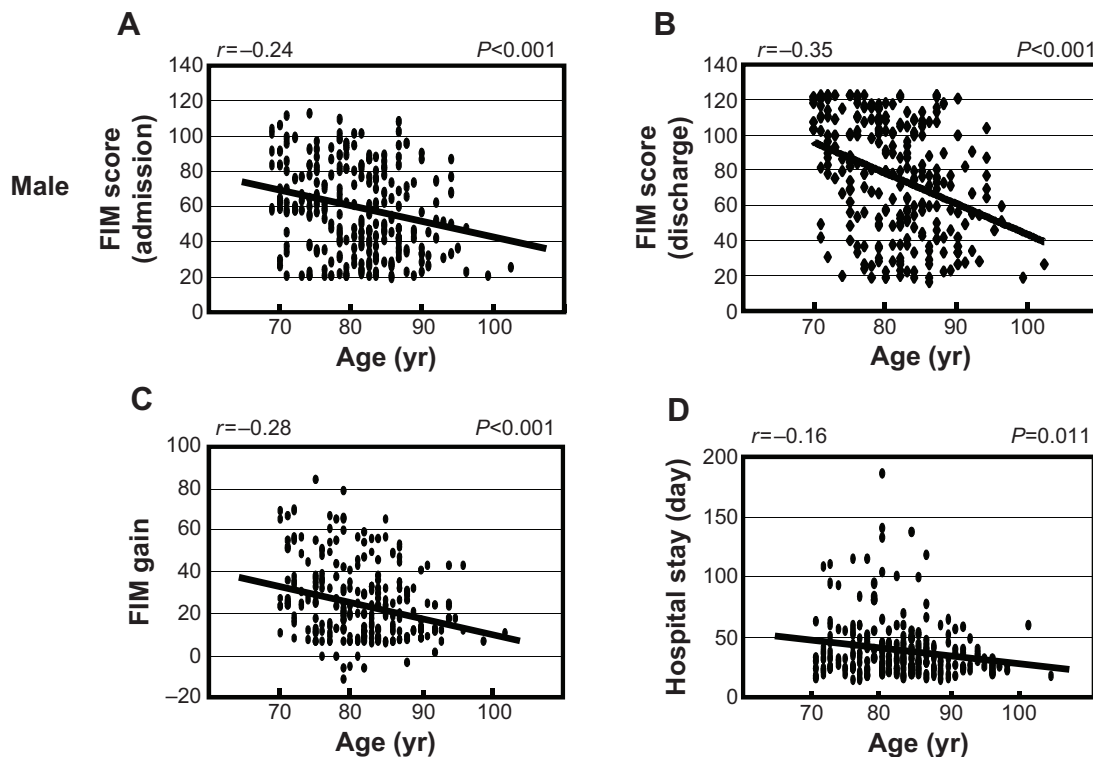 A
r=–0.24 P<0.001
140
120
100
80
60
40
20
0
FIM score
(admission)
70 80 90 100
Age (yr)
Male
B
r=–0.35 P<0.001
140
120
100
80
60
40
20
0
FIM score
(discharge)
70 80 90 100
Age (yr)
C
r=–0.28 P<0.001
100
80
60
40
20
0
–20
FIM gain
70 80 90 100
Age (yr)
D
r=–0.16 P=0.011
200
150
100
50
0
Hospital stay (day)
70 80 90 100
Age (yr)